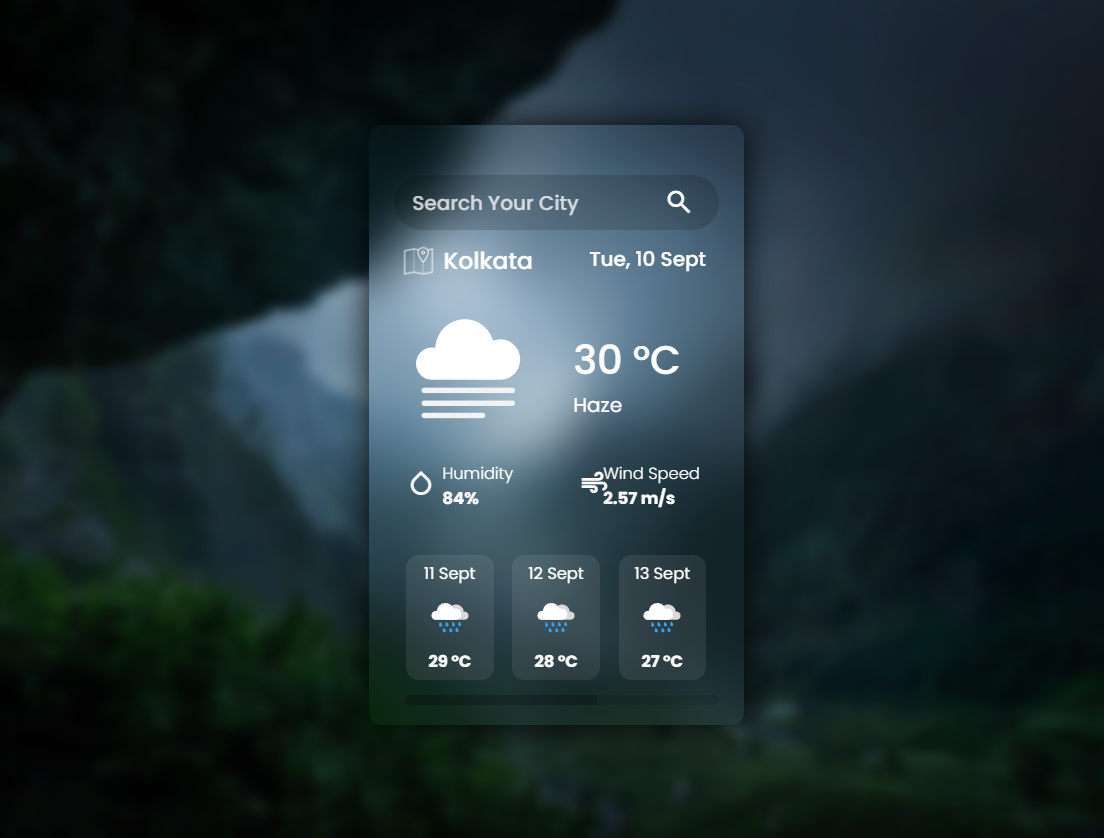 Search Your City
Kolkata
Tue, 10 Sept
30 °C
Haze
Humidity
84%
Wind Speed
2.57 m/s
11 Sept
12 Sept
13 Sept
29 °C
28 °C
27 °C